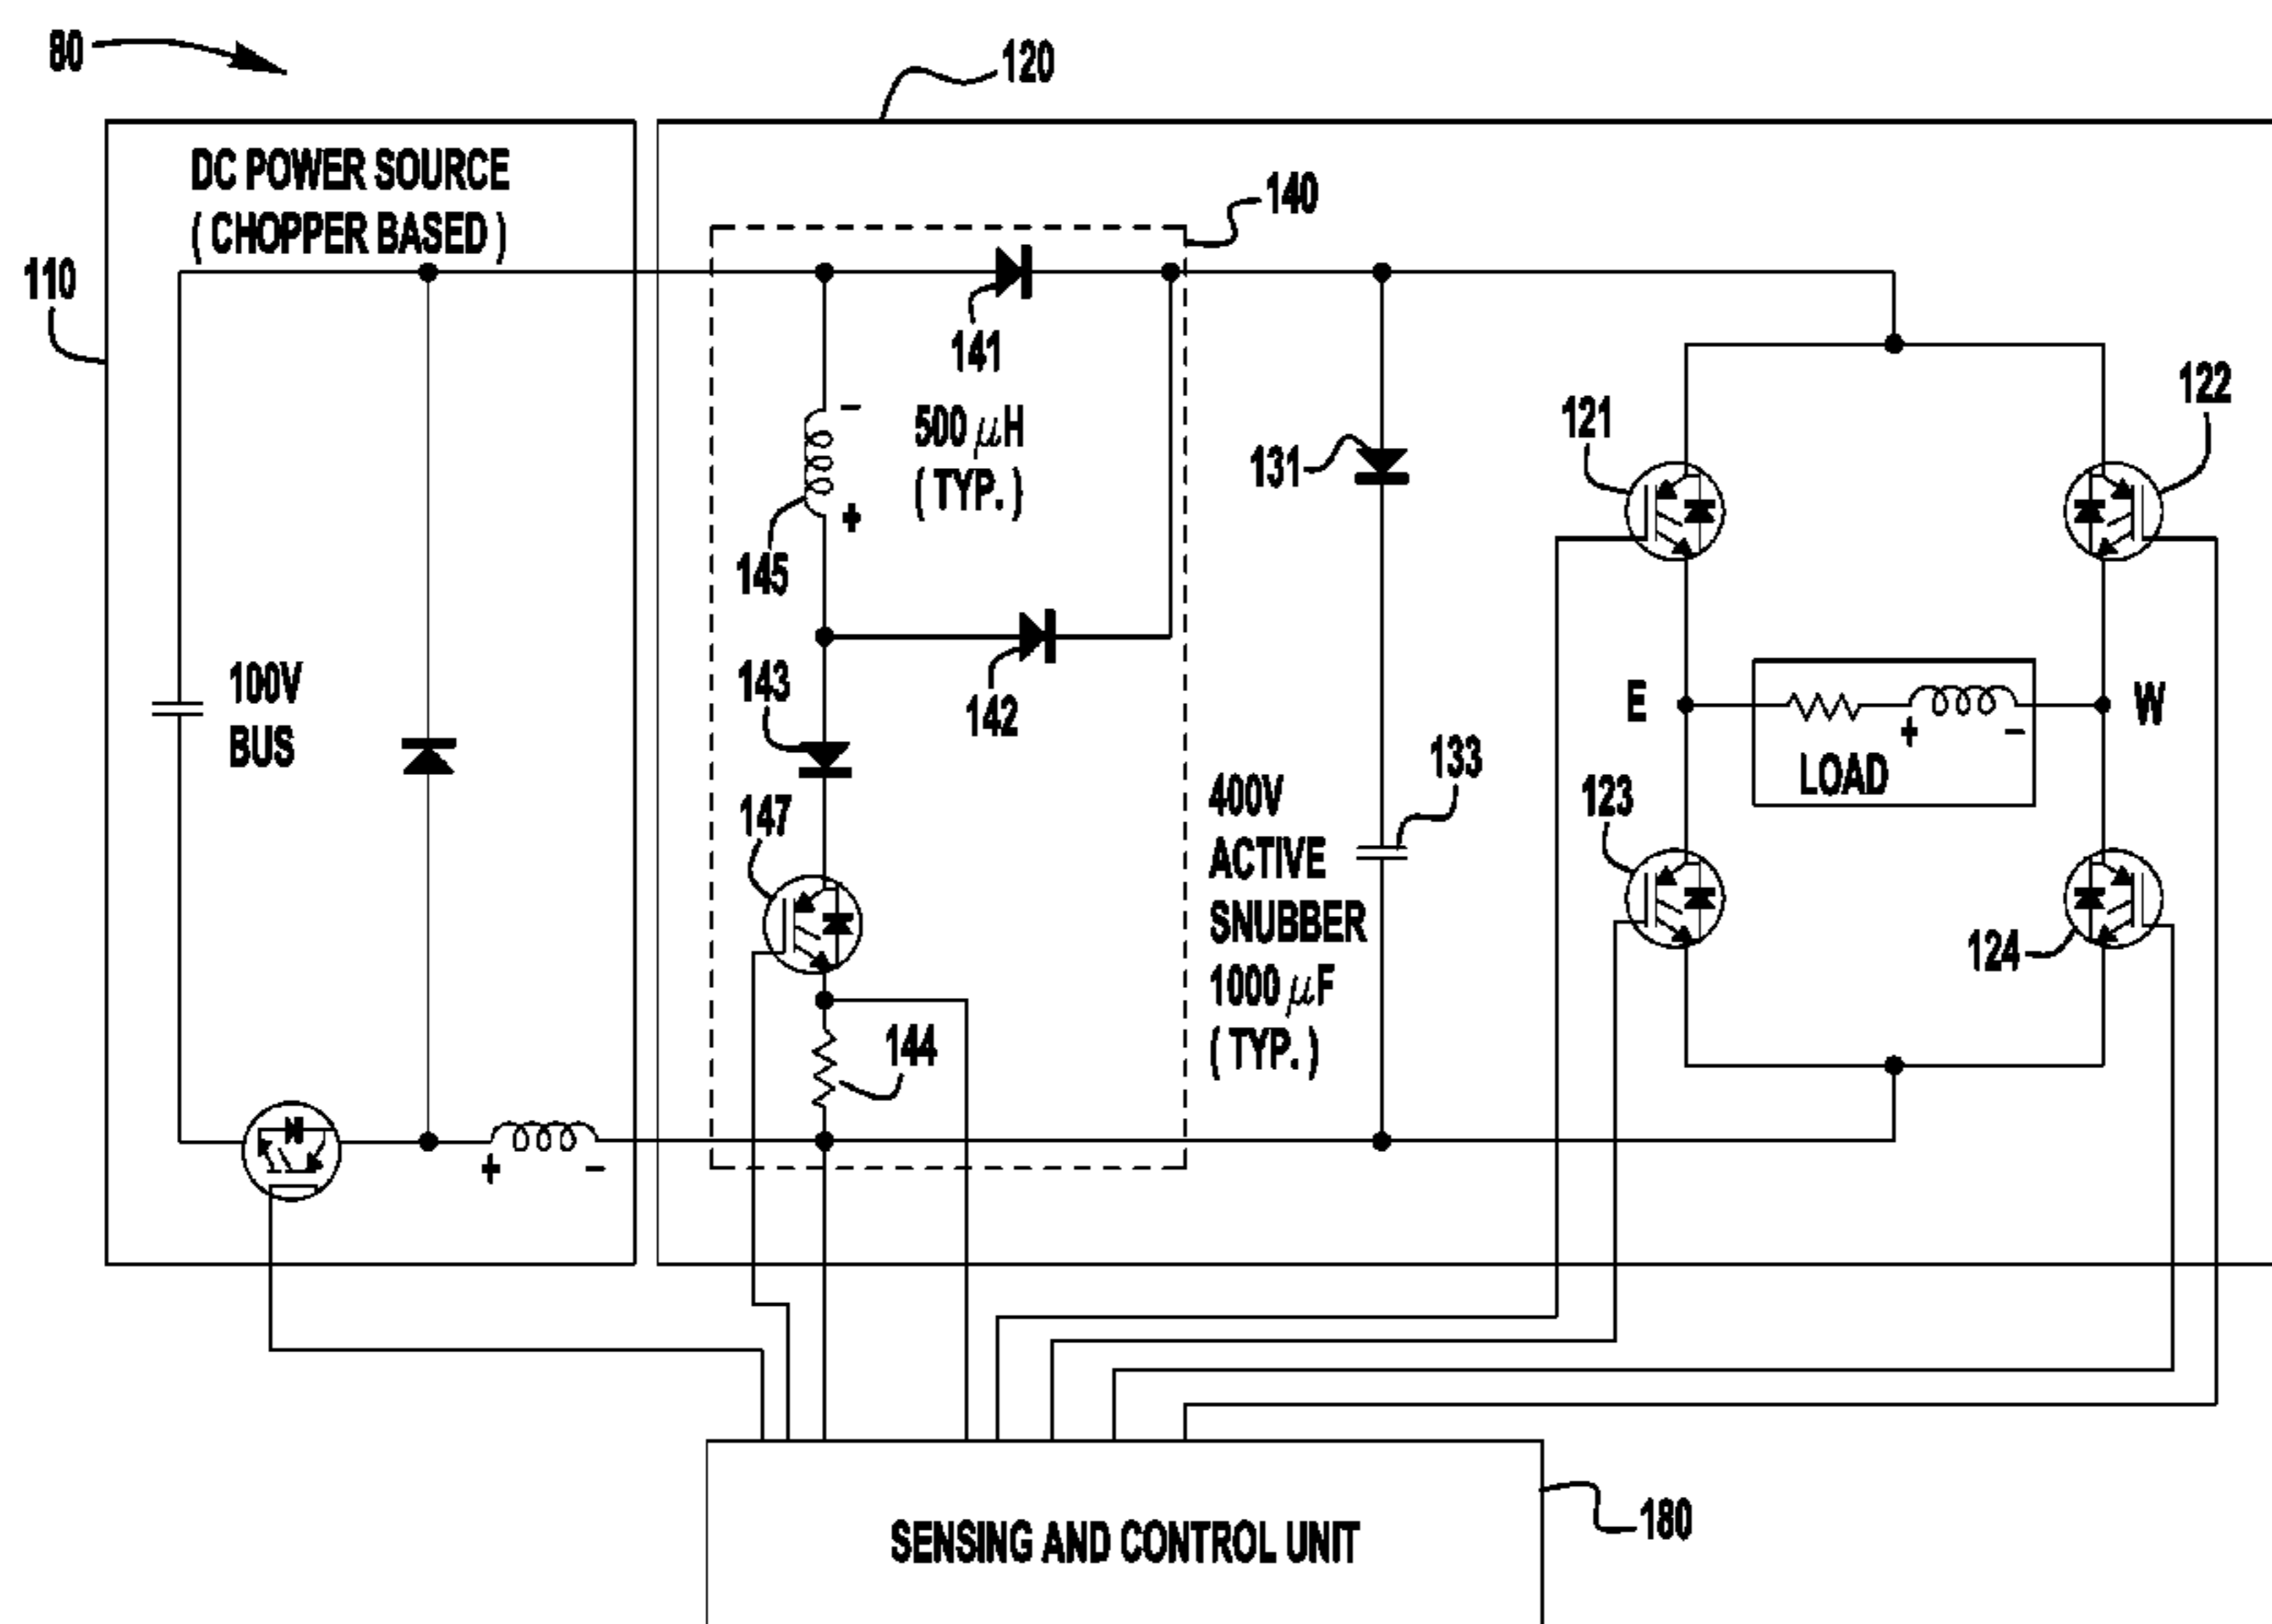 80
120
DC POWER SOURCE
( CHOPPER BASED )
140
110
141
500 μH
( TYP. )
−
+
145
131
121
122
143
142
100V
BUS
E
W
+ −
LOAD
147
133
123
400V
ACTIVE
SNUBBER
1000 μF
( TYP. )
124
144
+ −
180
SENSING AND CONTROL UNIT